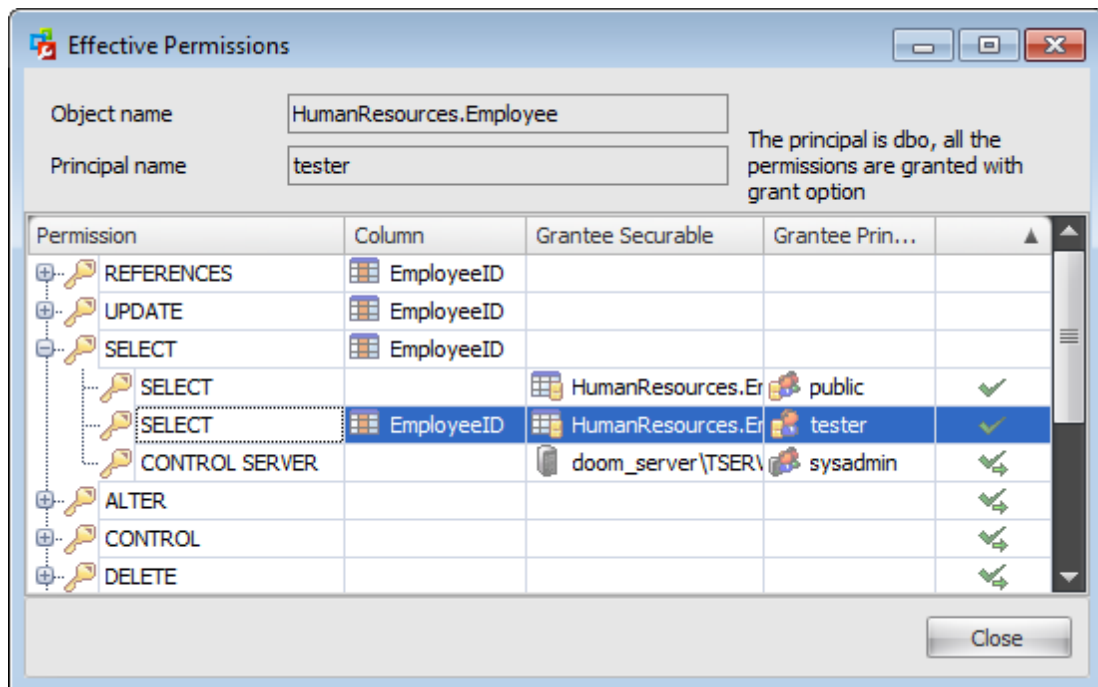 Effective Permissions
Object name HumanResources.Employee
Principal name tester
The principal is dbo, all the
permissions are granted with
grant option
Permission Column Grantee Securable Grantee Prin...
REFERENCES EmployeeID
UPDATE EmployeeID
SELECT EmployeeID
SELECT HumanResources.Er public
SELECT EmployeeID HumanResources.Er tester
CONTROL SERVER doom_server\TSER\ sysadmin
ALTER
CONTROL
DELETE
Close